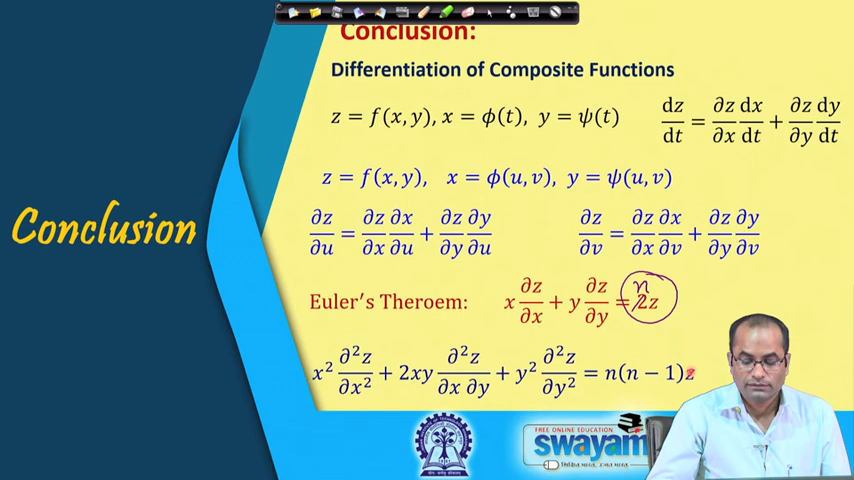 Conclusion:
Differentiation of Composite Functions
z = f(x, y), x = ϕ(t), y = ψ(t) dz/dt = ∂z/∂x dx/dt + ∂z/∂y dy/dt
z = f(x, y), x = ϕ(u, v), y = ψ(u, v)
∂z/∂u = ∂z/∂x ∂x/∂u + ∂z/∂y ∂y/∂u ∂z/∂v = ∂z/∂x ∂x/∂v + ∂z/∂y ∂y/∂v
Conclusion
n
Euler′s Theroem: x ∂z/∂x + y ∂z/∂y = 2z
x² ∂²z/∂x² + 2xy ∂²z/∂x ∂y + y² ∂²z/∂y² = n(n − 1)z
FREE ONLINE EDUCATION
swayam